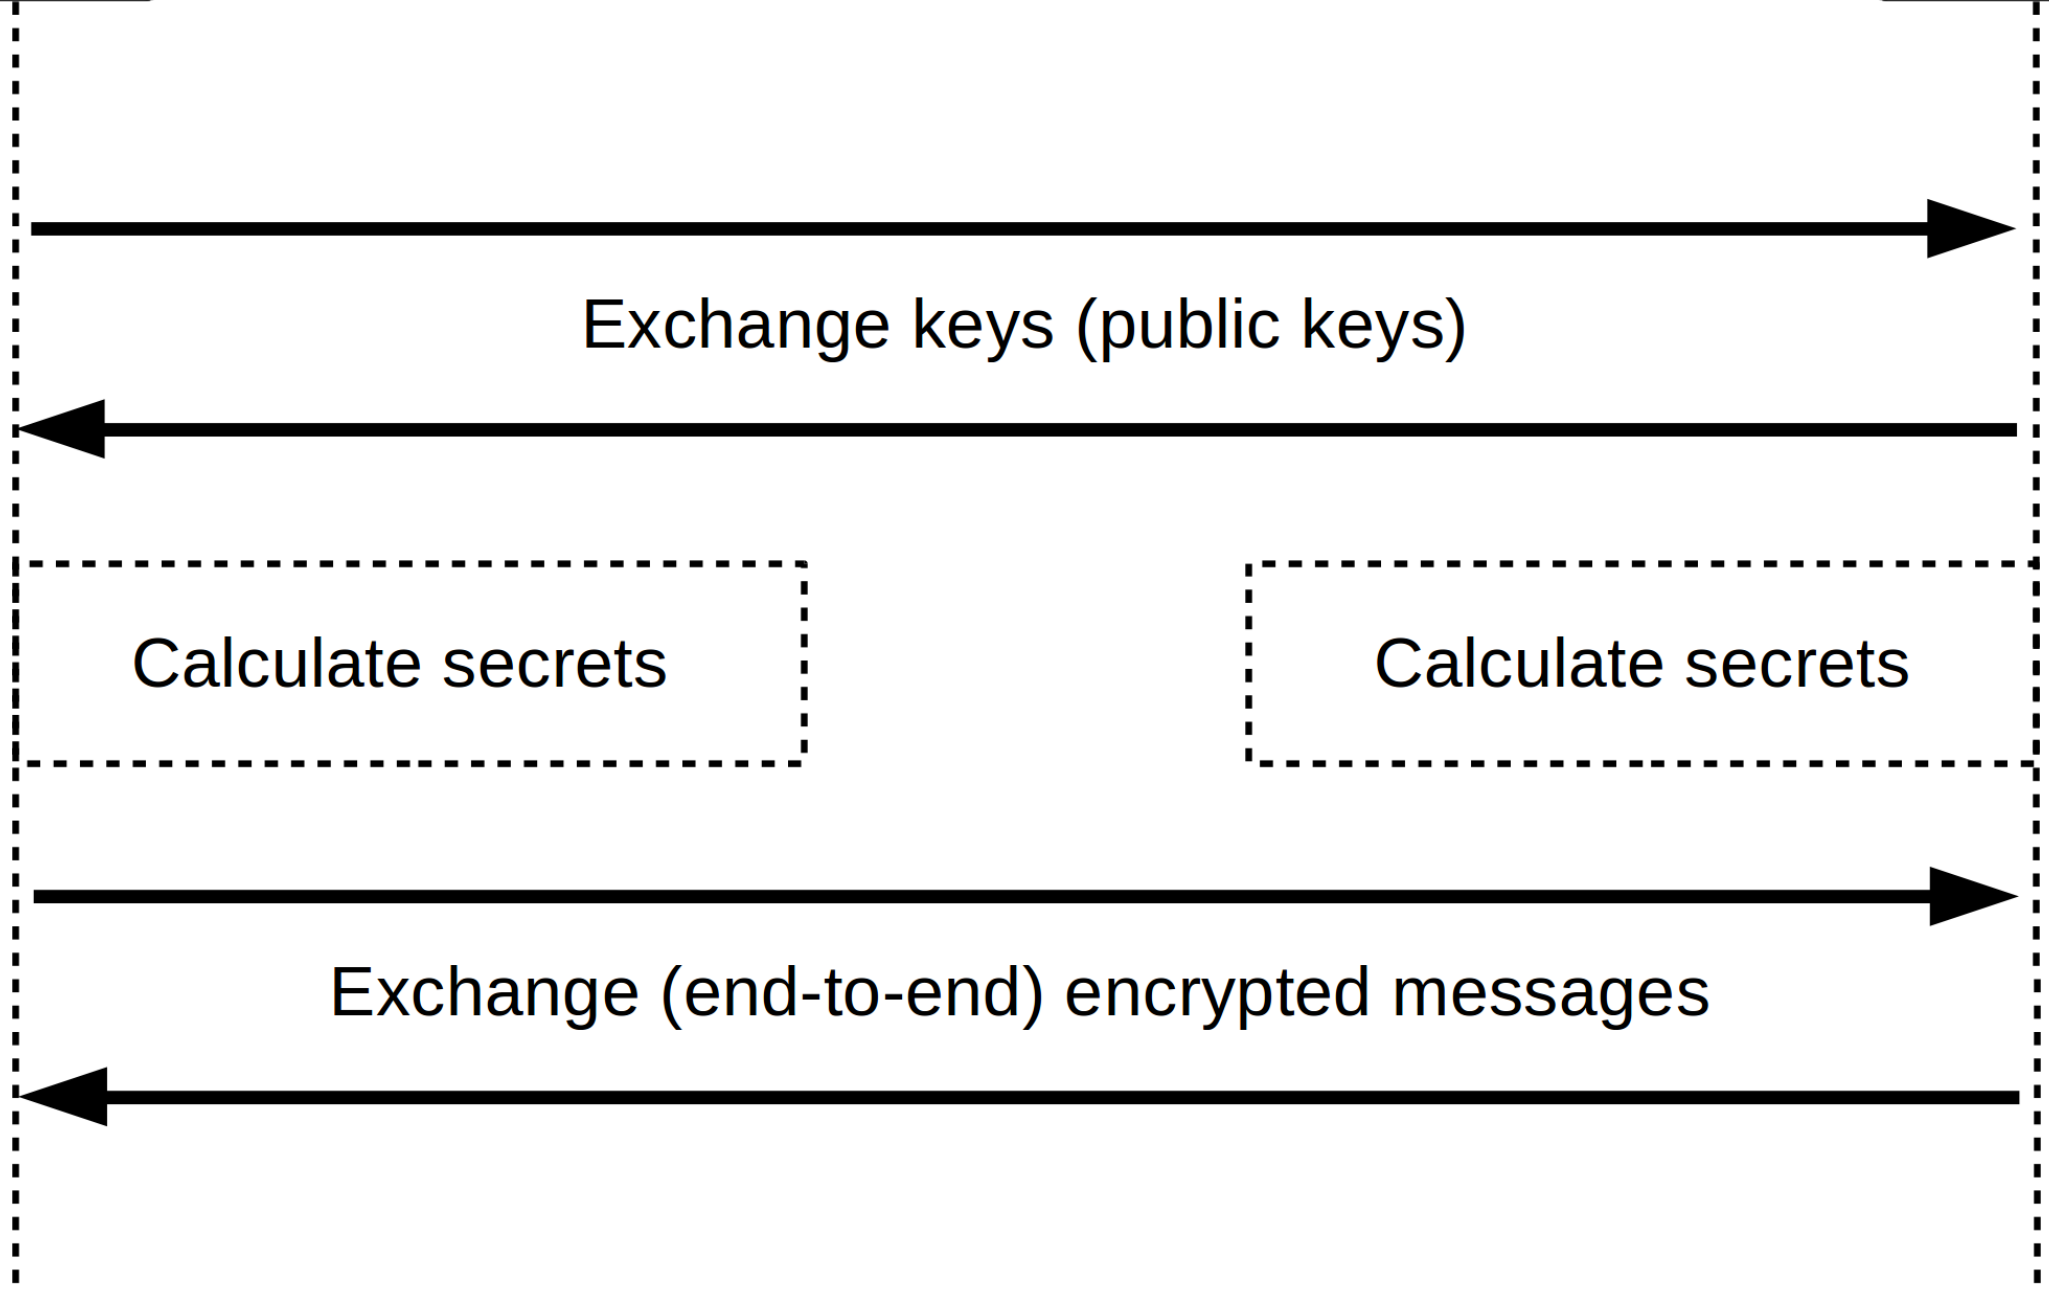 Exchange keys (public keys)
Calculate secrets
Calculate secrets
Exchange (end-to-end) encrypted messages